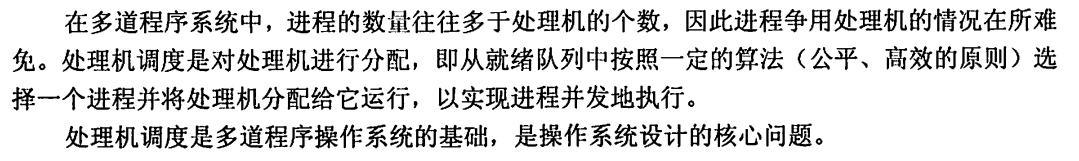 在多道程序系统中，进程的数量往往多于处理机的个数，因此进程争用处理机的情况在所难
免。处理机调度是对处理机进行分配，即从就绪队列中按照一定的算法（公平、高效的原则）选
择一个进程并将处理机分配给它运行，以实现进程并发地执行。
处理机调度是多道程序操作系统的基础，是操作系统设计的核心问题。